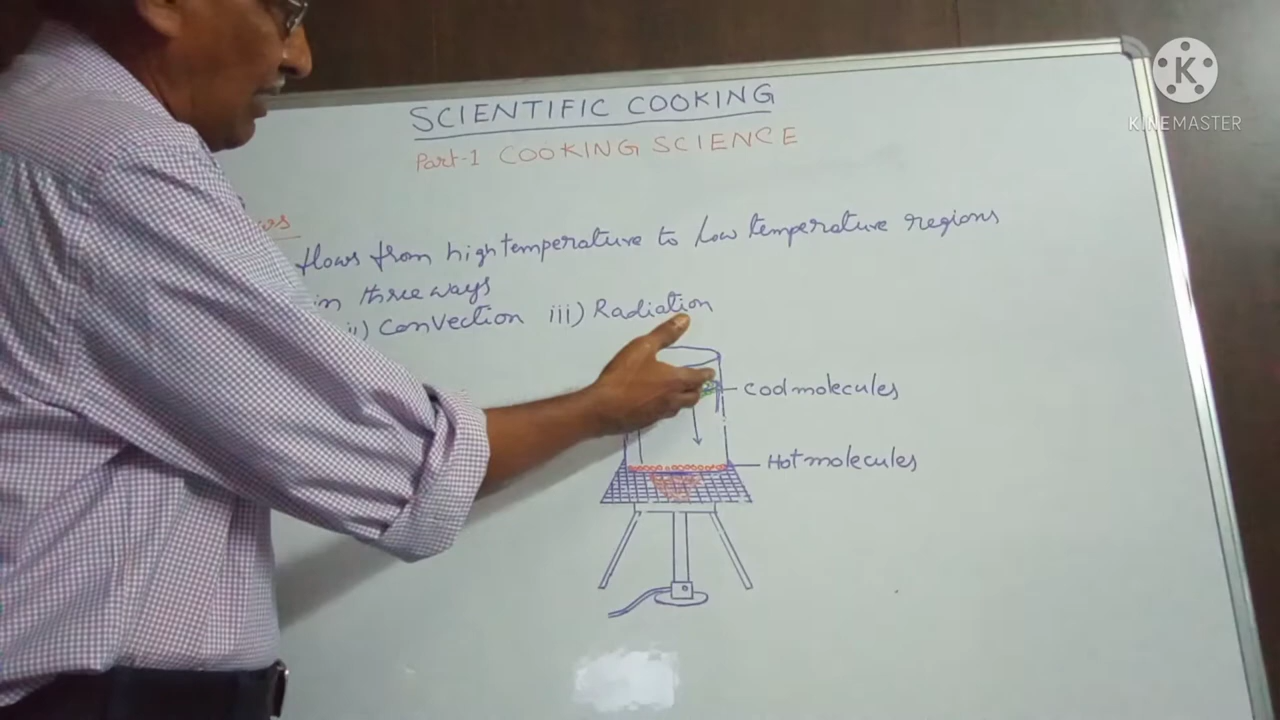 SCIENTIFIC COOKING
Part-1 COOKING SCIENCE
flows from high temperature to low temperature regions
in three ways
ii) Convection iii) Radiation
Cool molecules
Hot molecules
K
KINEMASTER